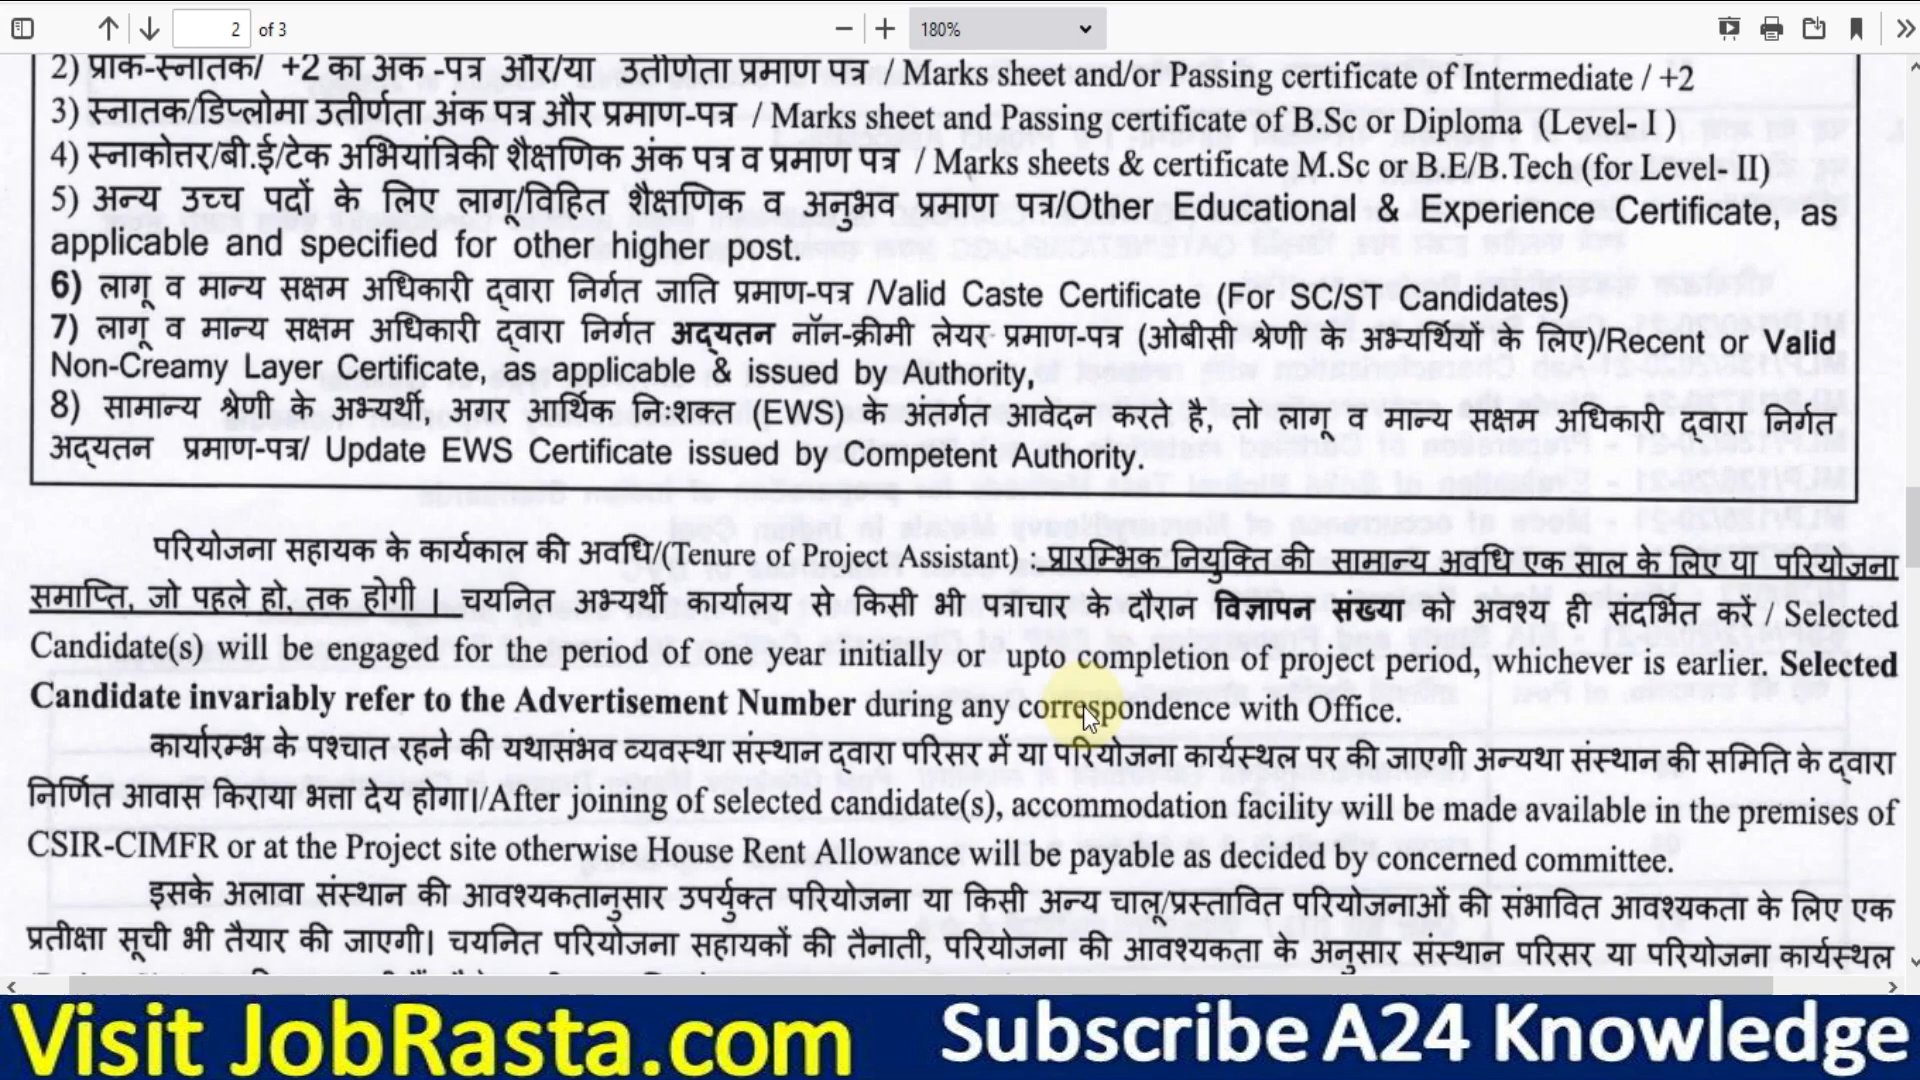 2 of 3 180%
2) प्राक-स्नातक/ +2 का अंक -पत्र और/या उतीर्णता प्रमाण पत्र / Marks sheet and/or Passing certificate of Intermediate / +2
3) स्नातक/डिप्लोमा उतीर्णता अंक पत्र और प्रमाण-पत्र / Marks sheet and Passing certificate of B.Sc or Diploma (Level- I )
4) स्नाकोत्तर/बी.ई/टेक अभियांत्रिकी शैक्षणिक अंक पत्र व प्रमाण पत्र / Marks sheets & certificate M.Sc or B.E/B.Tech (for Level- II)
5) अन्य उच्च पदों के लिए लागू/विहित शैक्षणिक व अनुभव प्रमाण पत्र/Other Educational & Experience Certificate, as
applicable and specified for other higher post.
6) लागू व मान्य सक्षम अधिकारी द्वारा निर्गत जाति प्रमाण-पत्र /Valid Caste Certificate (For SC/ST Candidates)
7) लागू व मान्य सक्षम अधिकारी द्वारा निर्गत अद्यतन नॉन-क्रीमी लेयर प्रमाण-पत्र (ओबीसी श्रेणी के अभ्यर्थियों के लिए)/Recent or Valid
Non-Creamy Layer Certificate, as applicable & issued by Authority,
8) सामान्य श्रेणी के अभ्यर्थी, अगर आर्थिक निःशक्त (EWS) के अंतर्गत आवेदन करते है, तो लागू व मान्य सक्षम अधिकारी द्वारा निर्गत
अद्यतन प्रमाण-पत्र/ Update EWS Certificate issued by Competent Authority.
परियोजना सहायक के कार्यकाल की अवधि/(Tenure of Project Assistant) : प्रारम्भिक नियुक्ति की सामान्य अवधि एक साल के लिए या परियोजना
समाप्ति, जो पहले हो, तक होगी । चयनित अभ्यर्थी कार्यालय से किसी भी पत्राचार के दौरान विज्ञापन संख्या को अवश्य ही संदर्भित करें / Selected
Candidate(s) will be engaged for the period of one year initially or upto completion of project period, whichever is earlier. Selected
Candidate invariably refer to the Advertisement Number during any correspondence with Office.
कार्यारम्भ के पश्चात रहने की यथासंभव व्यवस्था संस्थान द्वारा परिसर में या परियोजना कार्यस्थल पर की जाएगी अन्यथा संस्थान की समिति के द्वारा
निर्णित आवास किराया भत्ता देय होगा।/After joining of selected candidate(s), accommodation facility will be made available in the premises of
CSIR-CIMFR or at the Project site otherwise House Rent Allowance will be payable as decided by concerned committee.
इसके अलावा संस्थान की आवश्यकतानुसार उपर्युक्त परियोजना या किसी अन्य चालू/प्रस्तावित परियोजनाओं की संभावित आवश्यकता के लिए एक
प्रतीक्षा सूची भी तैयार की जाएगी। चयनित परियोजना सहायकों की तैनाती, परियोजना की आवश्यकता के अनुसार संस्थान परिसर या परियोजना कार्यस्थल
Visit JobRasta.com Subscribe A24 Knowledge